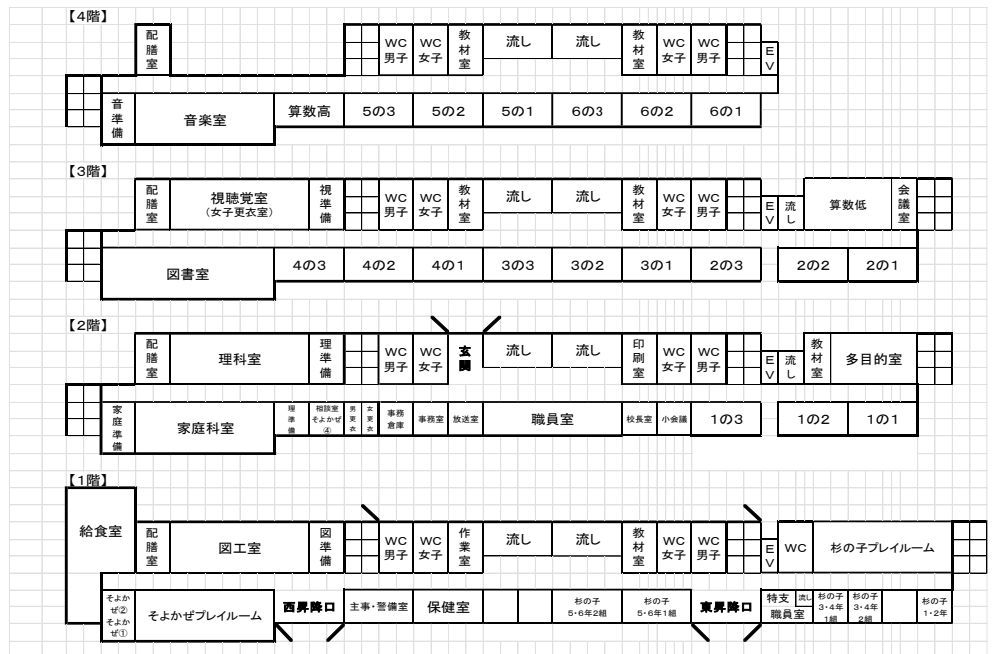 【4階】
配膳室
WC男子
WC女子
教材室
流し
流し
教材室
WC女子
WC男子
EV
音準備
音楽室
算数高
5の3
5の2
5の1
6の3
6の2
6の1
【3階】
配膳室
視聴覚室
(女子更衣室)
視準備
WC男子
WC女子
教材室
流し
流し
教材室
WC女子
WC男子
EV
流し
算数低
会議室
図書室
4の3
4の2
4の1
3の3
3の2
3の1
2の3
2の2
2の1
【2階】
配膳室
理科室
理準備
WC男子
WC女子
玄関
流し
流し
印刷室
WC女子
WC男子
EV
流し
教材室
多目的室
家庭準備
家庭科室
理準備
相談室
そよかぜ
④
男更衣
女更衣
事務
倉庫
事務室
放送室
職員室
校長室
小会議
1の3
1の2
1の1
【1階】
給食室
配膳室
図工室
図準備
WC男子
WC女子
作業室
流し
流し
教材室
WC女子
WC男子
EV
WC
杉の子プレイルーム
そよか
ぜ②
そよか
ぜ①
そよかぜプレイルーム
西昇降口
主事・警備室
保健室
杉の子
5・6年2組
杉の子
5・6年1組
東昇降口
特支
流し
職員室
杉の子
3・4年
1組
杉の子
3・4年
2組
杉の子
1・2年